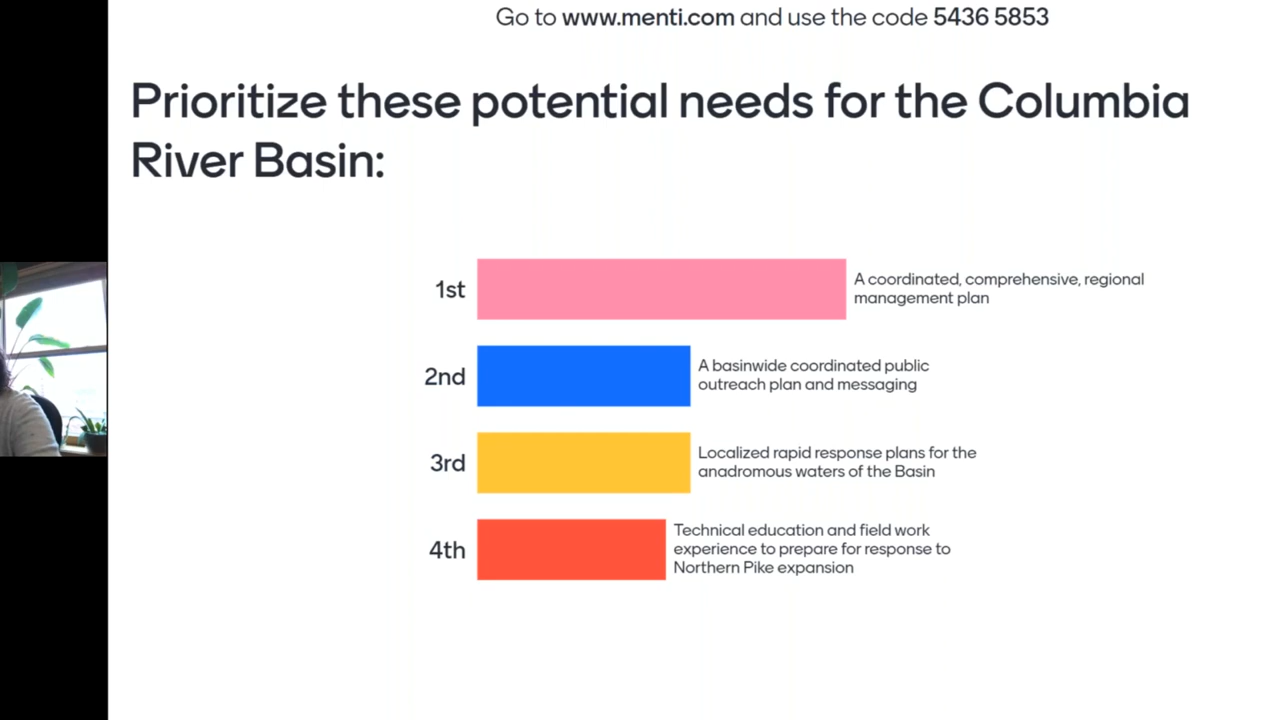 Go to www.menti.com and use the code 5436 5853
Prioritize these potential needs for the Columbia
River Basin:
1st
A coordinated, comprehensive, regional
management plan
2nd
A basinwide coordinated public
outreach plan and messaging
3rd
Localized rapid response plans for the
anadromous waters of the Basin
4th
Technical education and field work
experience to prepare for response to
Northern Pike expansion